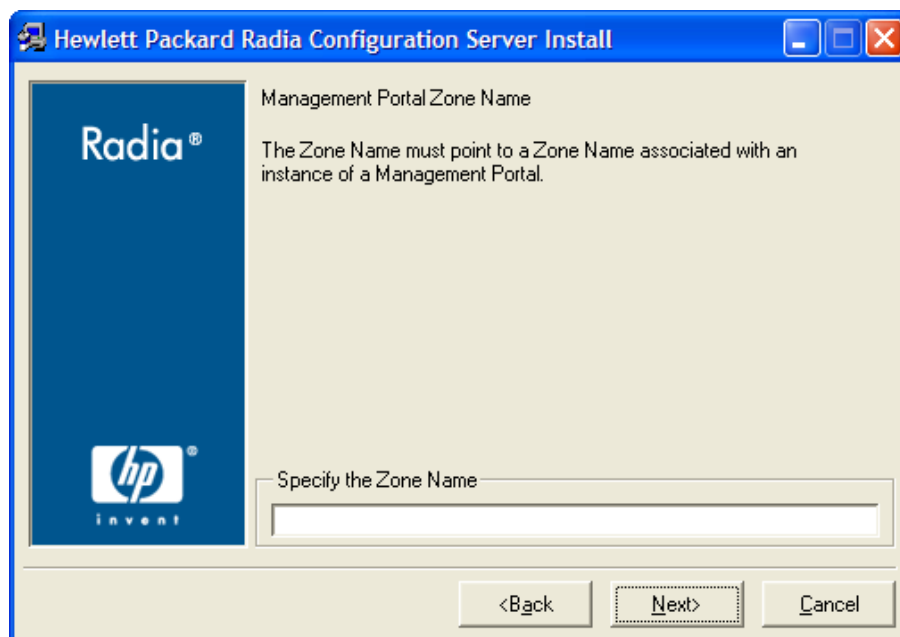 Hewlett Packard Radia Configuration Server Install
Radia®
Management Portal Zone Name
The Zone Name must point to a Zone Name associated with an
instance of a Management Portal.
hp®
invent
Specify the Zone Name
<Back
Next>
Cancel